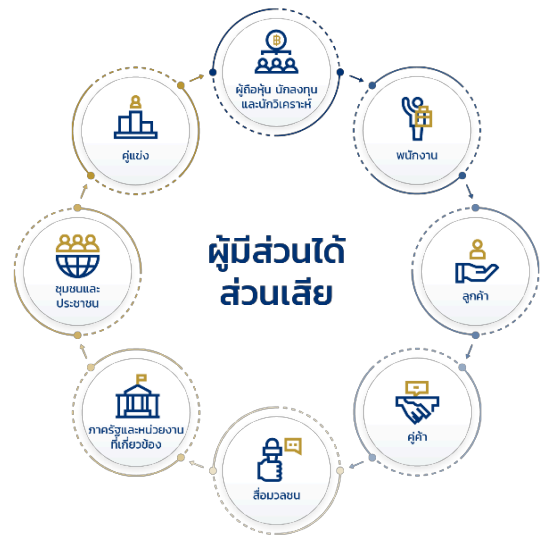 ผู้ถือหุ้น นักลงทุน
และนักวิเคราะห์
พนักงาน
ลูกค้า
คู่ค้า
สื่อมวลชน
ภาครัฐและหน่วยงาน
ที่เกี่ยวข้อง
ชุมชนและ
ประชาชน
คู่แข่ง
ผู้มีส่วนได้
ส่วนเสีย